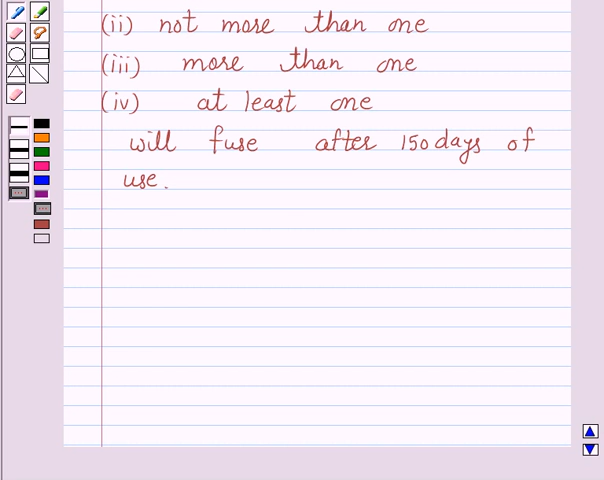 (ii) not more than one
(iii) more than one
(iv) at least one
will fuse after 150 days of
use.